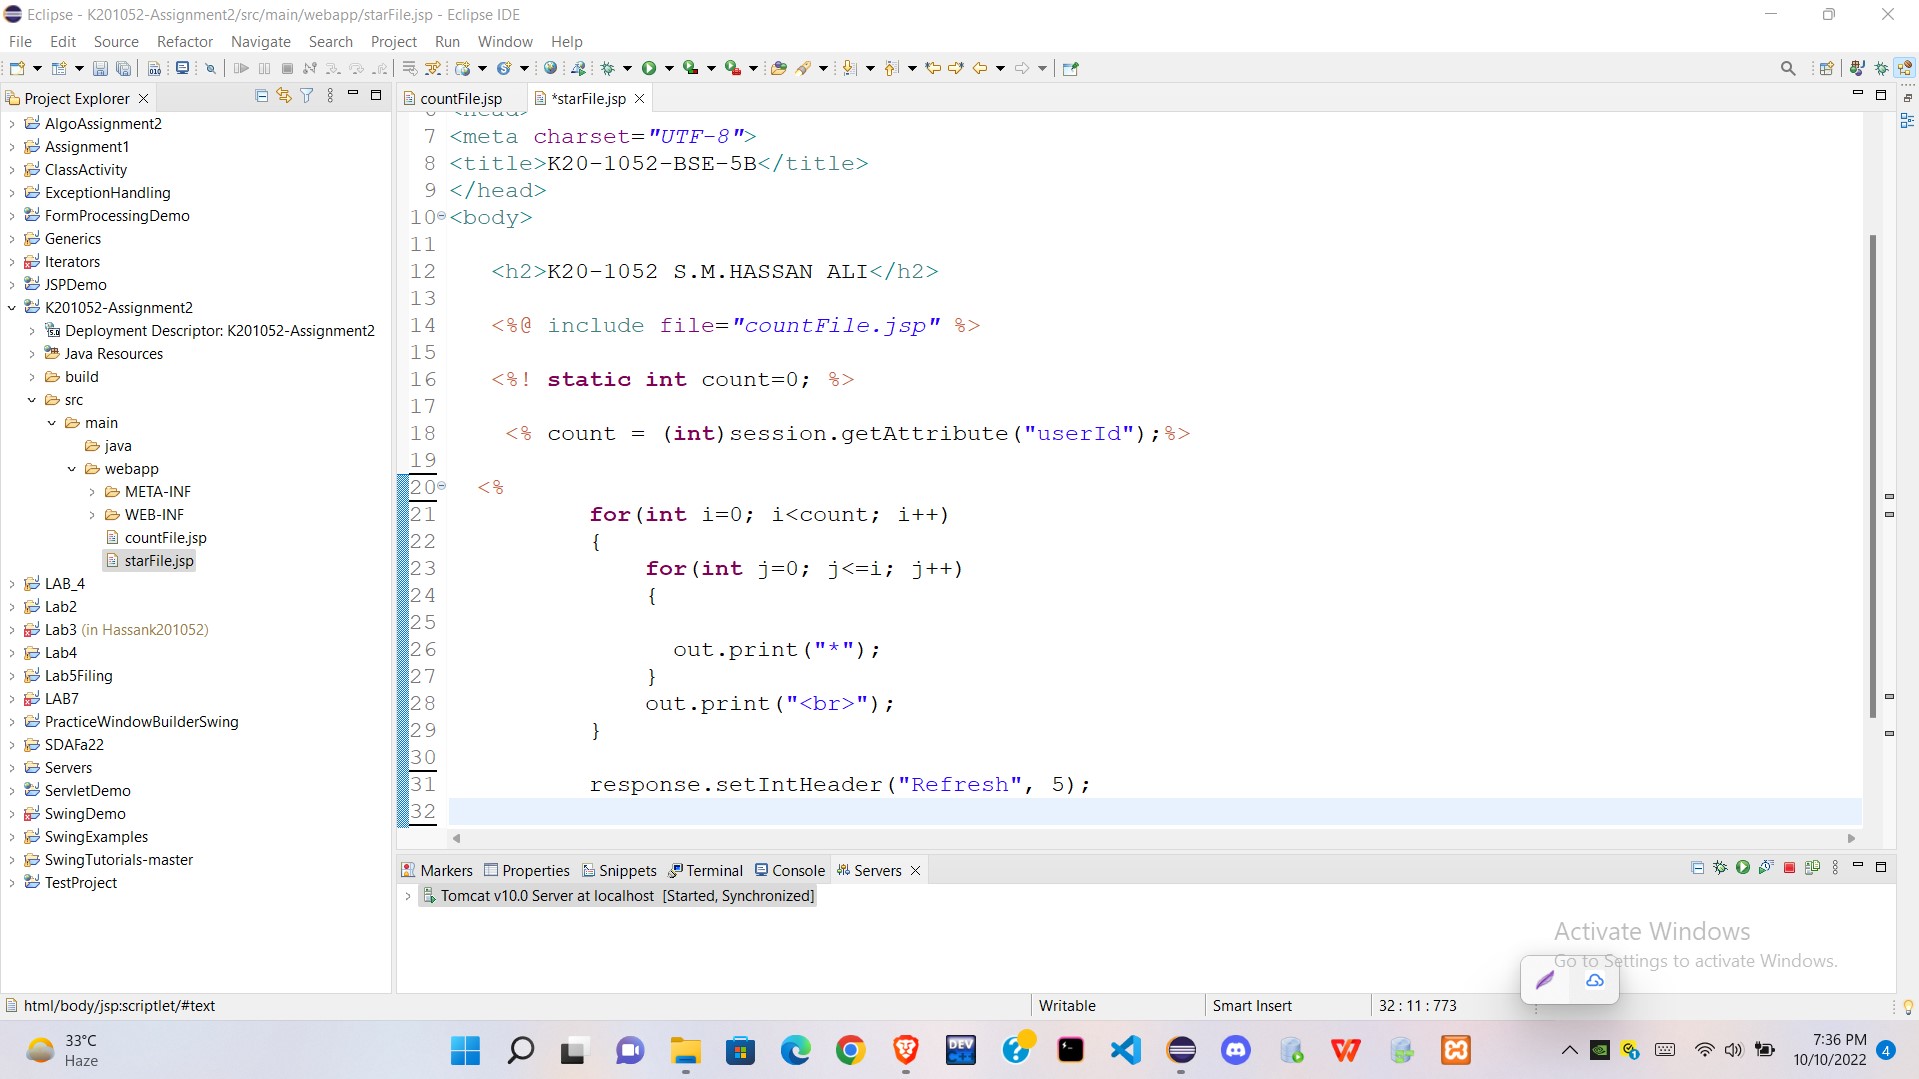 Eclipse - K201052-Assignment2/src/main/webapp/starFile.jsp - Eclipse IDE
File Edit Source Refactor Navigate Search Project Run Window Help
Project Explorer
countFile.jsp
*starFile.jsp
AlgoAssignment2
Assignment1
ClassActivity
ExceptionHandling
FormProcessingDemo
Generics
Iterators
JSPDemo
K201052-Assignment2
Deployment Descriptor: K201052-Assignment2
Java Resources
build
src
main
java
webapp
META-INF
WEB-INF
countFile.jsp
starFile.jsp
LAB_4
Lab2
Lab3 (in Hassank201052)
Lab4
Lab5Filing
LAB7
PracticeWindowBuilderSwing
SDAFa22
Servers
ServletDemo
SwingDemo
SwingExamples
SwingTutorials-master
TestProject
6 <head>
7 <meta charset="UTF-8">
8 <title>K20-1052-BSE-5B</title>
9 </head>
10 <body>
11
12 <h2>K20-1052 S.M.HASSAN ALI</h2>
13
14 <%@ include file="countFile.jsp" %>
15
16 <%! static int count=0; %>
17
18 <% count = (int)session.getAttribute("userId");%>
19
20 <%
21 for(int i=0; i<count; i++)
22 {
23 for(int j=0; j<=i; j++)
24 {
25
26 out.print("*");
27 }
28 out.print("<br>");
29 }
30
31 response.setIntHeader("Refresh", 5);
32
Markers Properties Snippets Terminal Console Servers
Tomcat v10.0 Server at localhost [Started, Synchronized]
Activate Windows
Go to Settings to activate Windows.
html/body/jsp:scriptlet/#text
Writable
Smart Insert
32 : 11 : 773
33°C
Haze
DEV
7:36 PM
10/10/2022
4